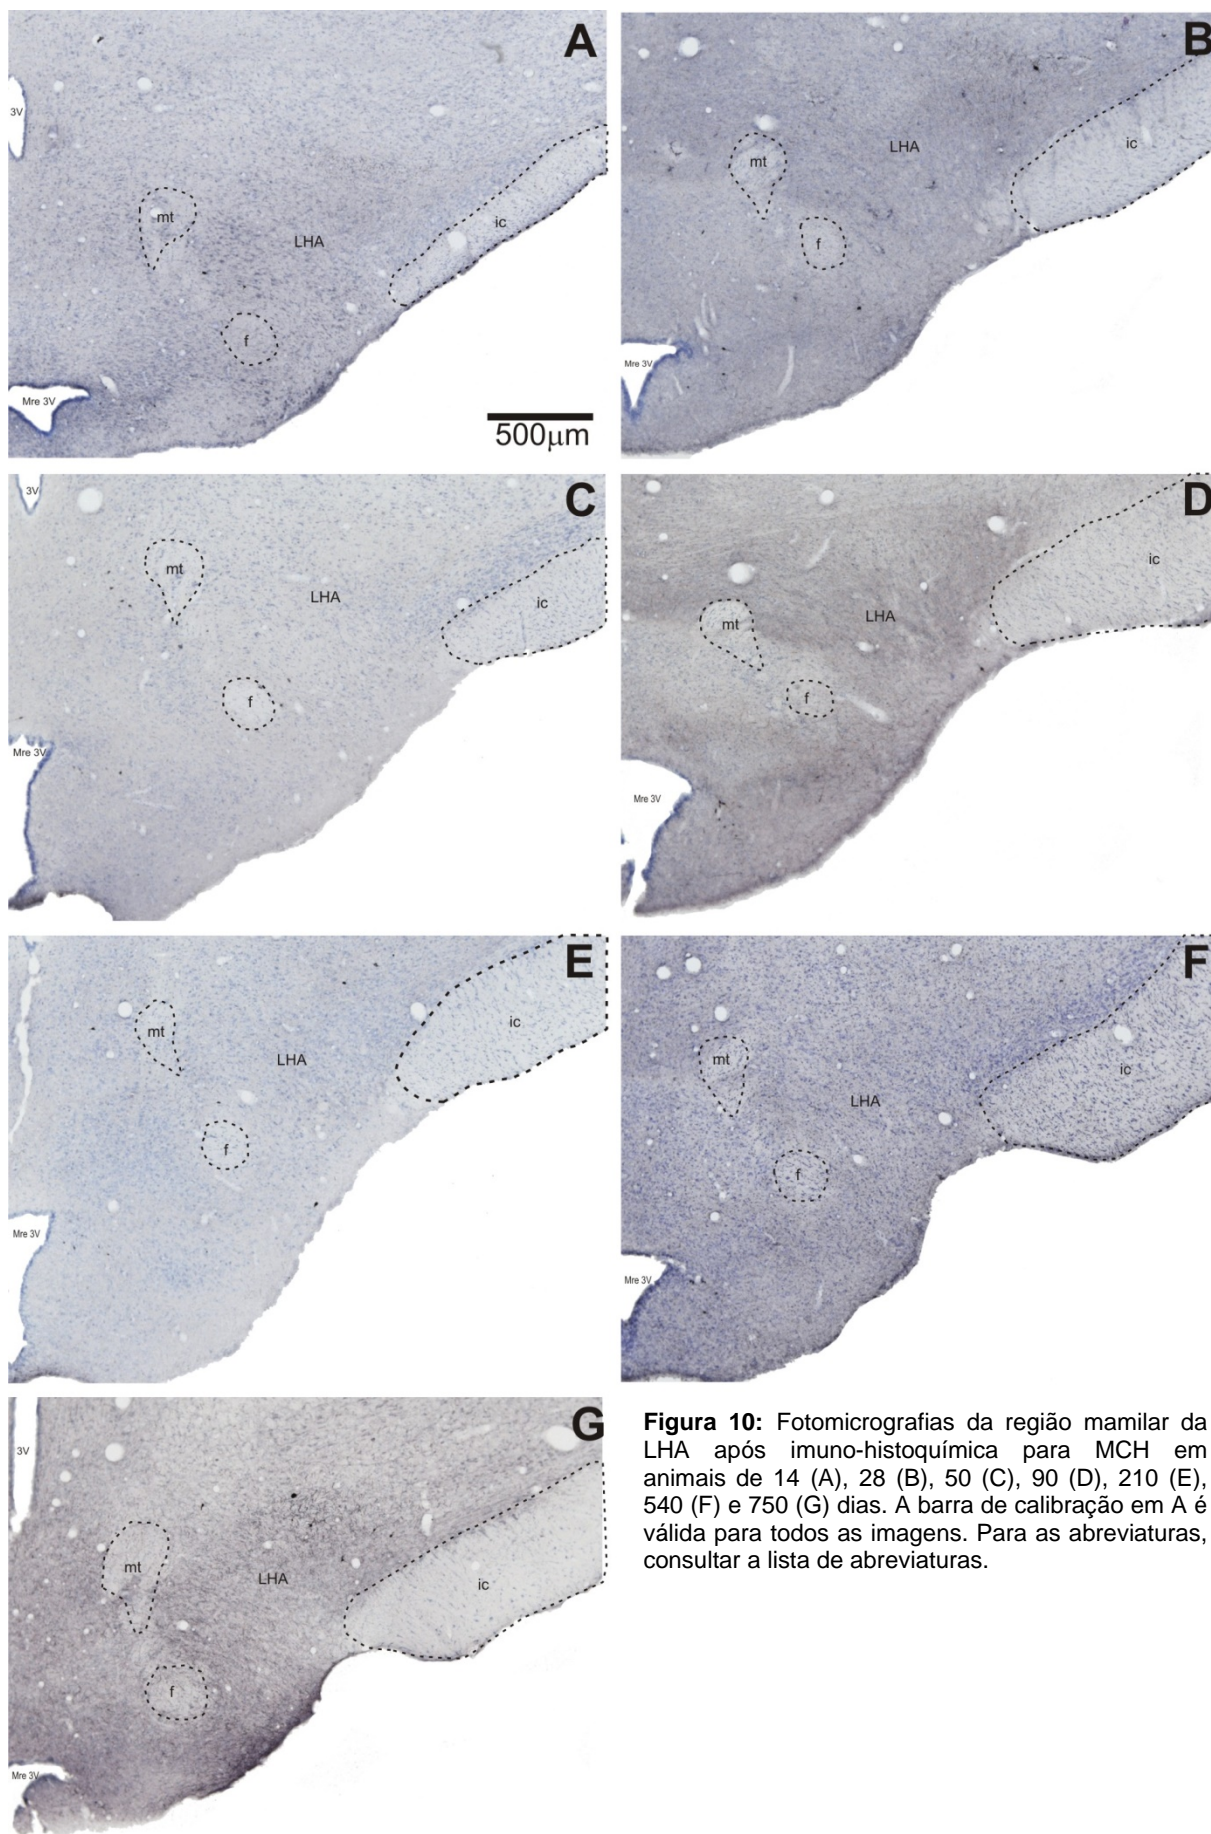 A
3V
mt
LHA
ic
f
Mre 3V
500µm
B
mt
LHA
ic
f
Mre 3V
C
3V
mt
LHA
ic
f
Mre 3V
D
mt
LHA
ic
f
Mre 3V
E
mt
LHA
ic
f
Mre 3V
F
mt
LHA
ic
f
Mre 3V
G
3V
mt
LHA
ic
f
Mre 3V
Figura 10: Fotomicrografias da região mamilar da
LHA após imuno-histoquímica para MCH em
animais de 14 (A), 28 (B), 50 (C), 90 (D), 210 (E),
540 (F) e 750 (G) dias. A barra de calibração em A é
válida para todos as imagens. Para as abreviaturas,
consultar a lista de abreviaturas.